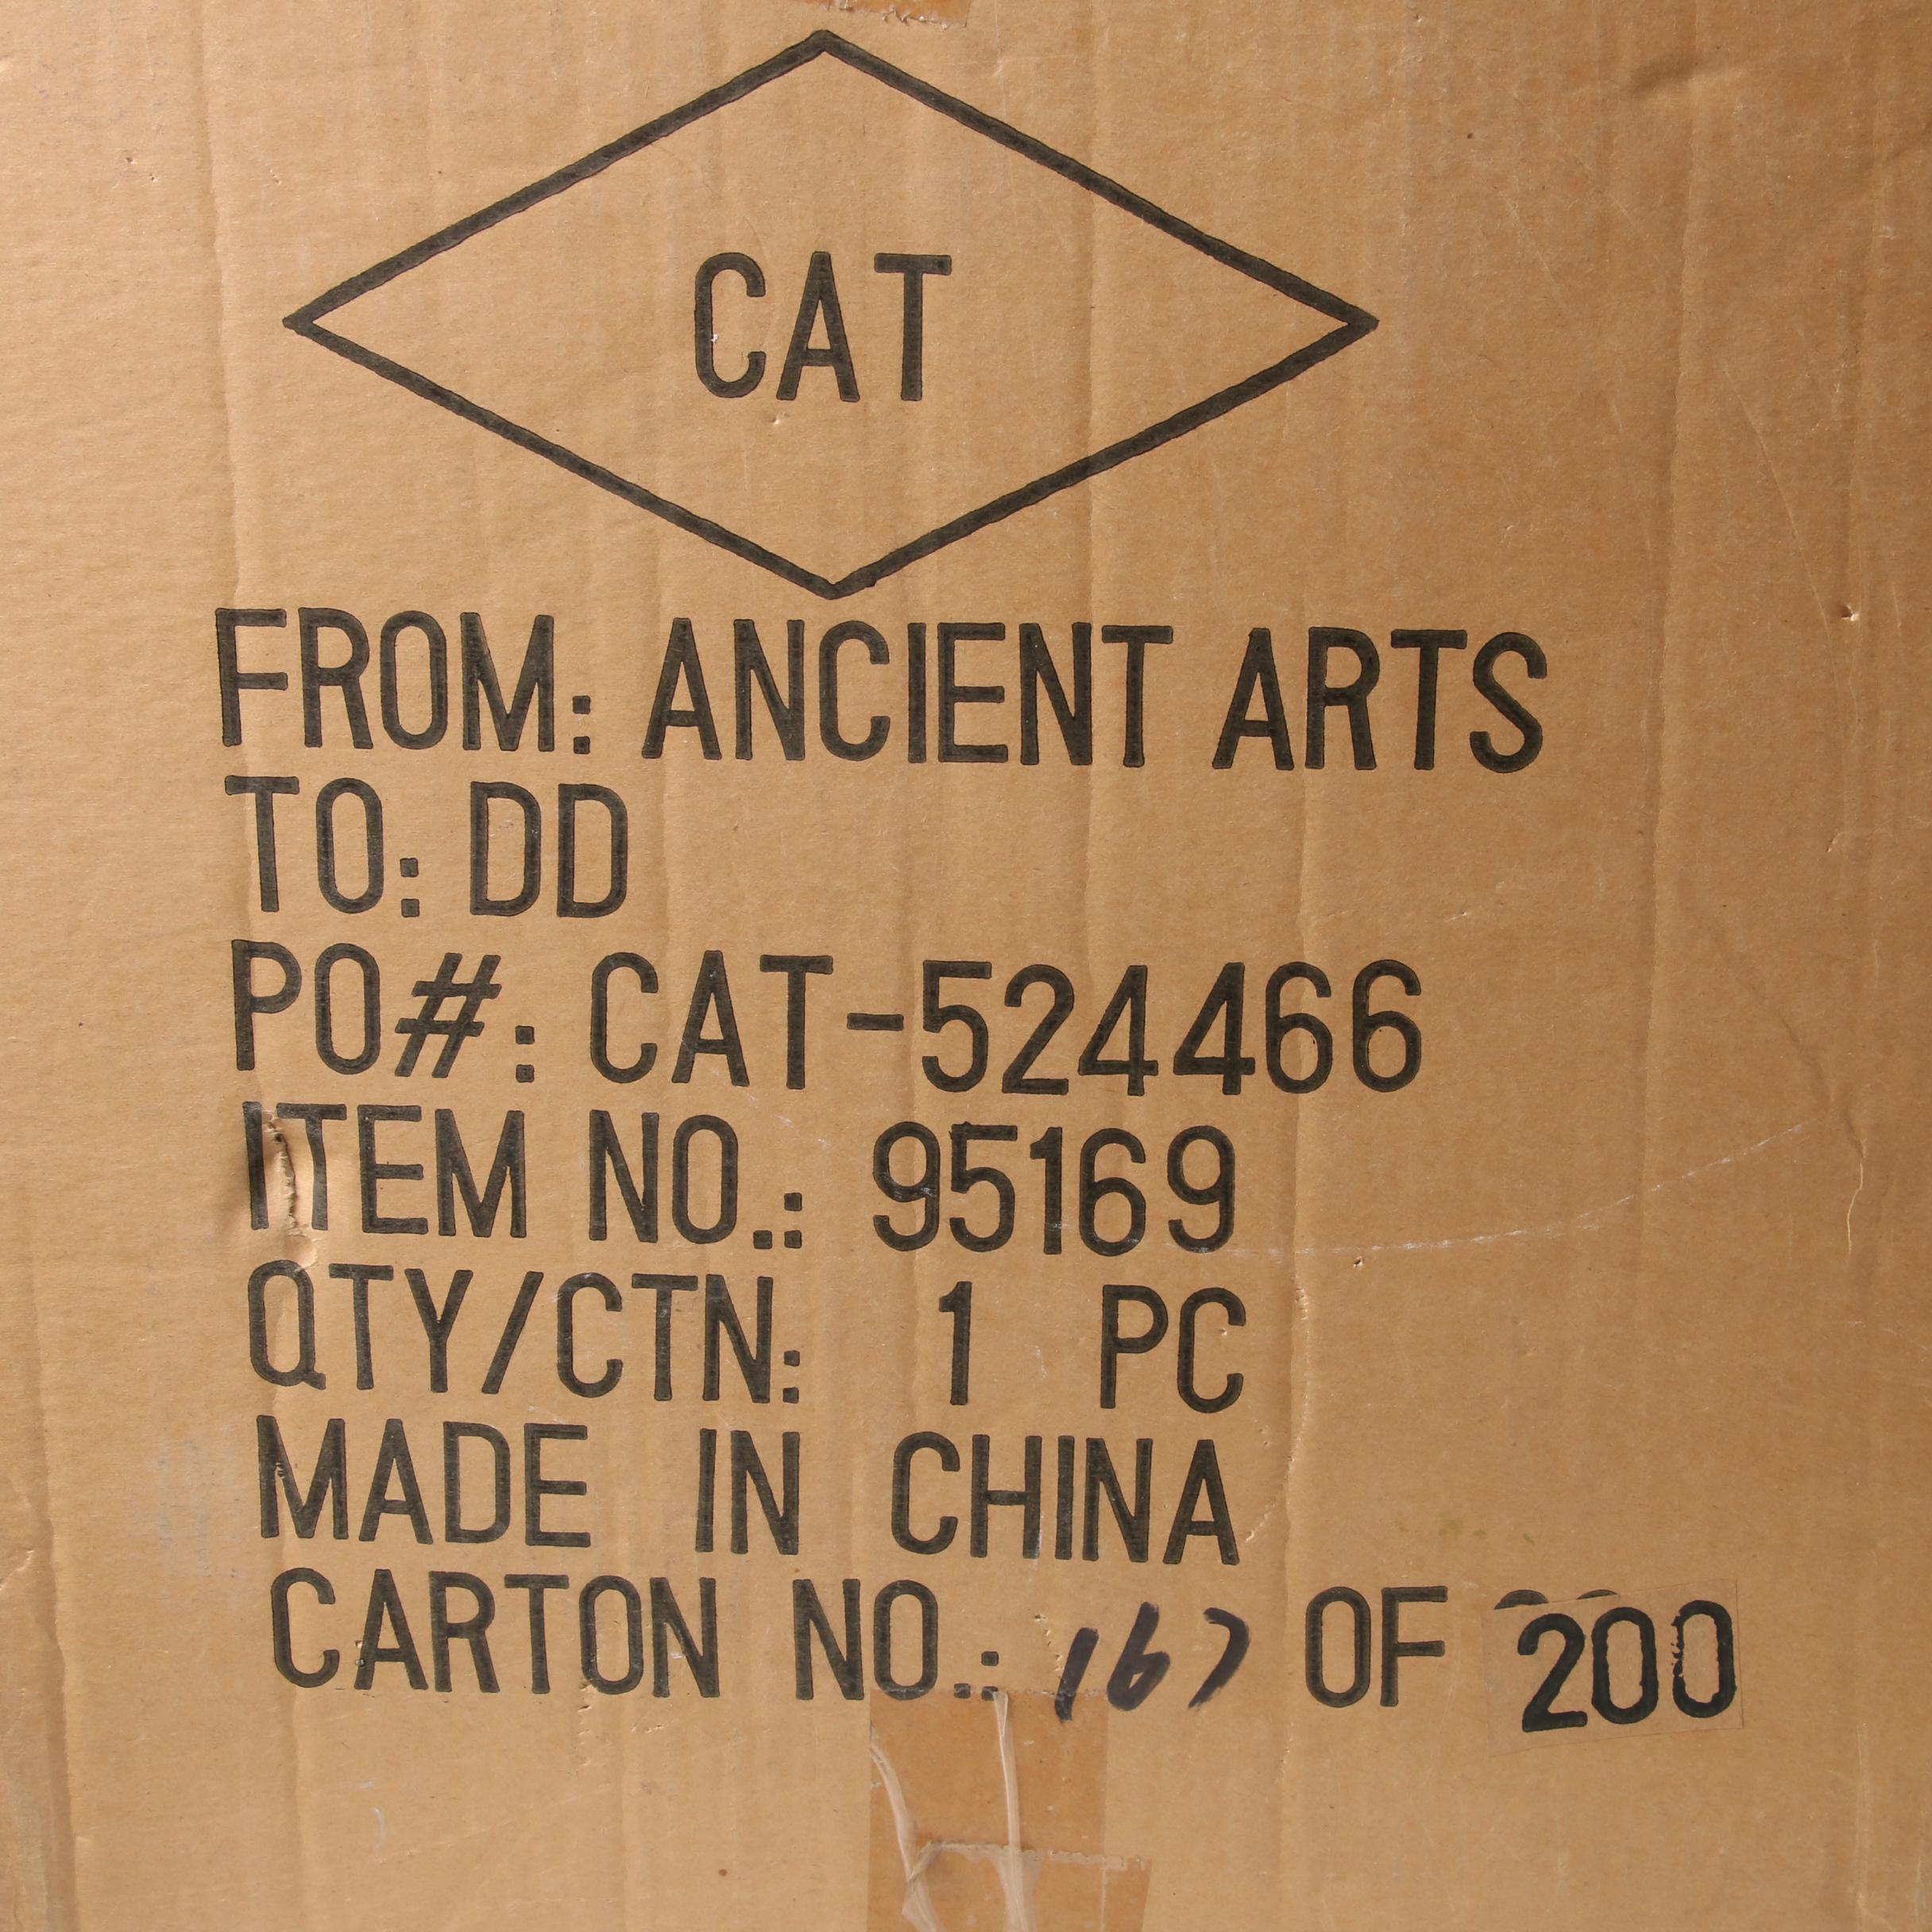 CAT
FROM: ANCIENT ARTS
TO: DD
PO#: CAT-524466
ITEM NO.: 95169
QTY/CTN: 1 PC
MADE IN CHINA
CARTON NO.: 167 OF 200